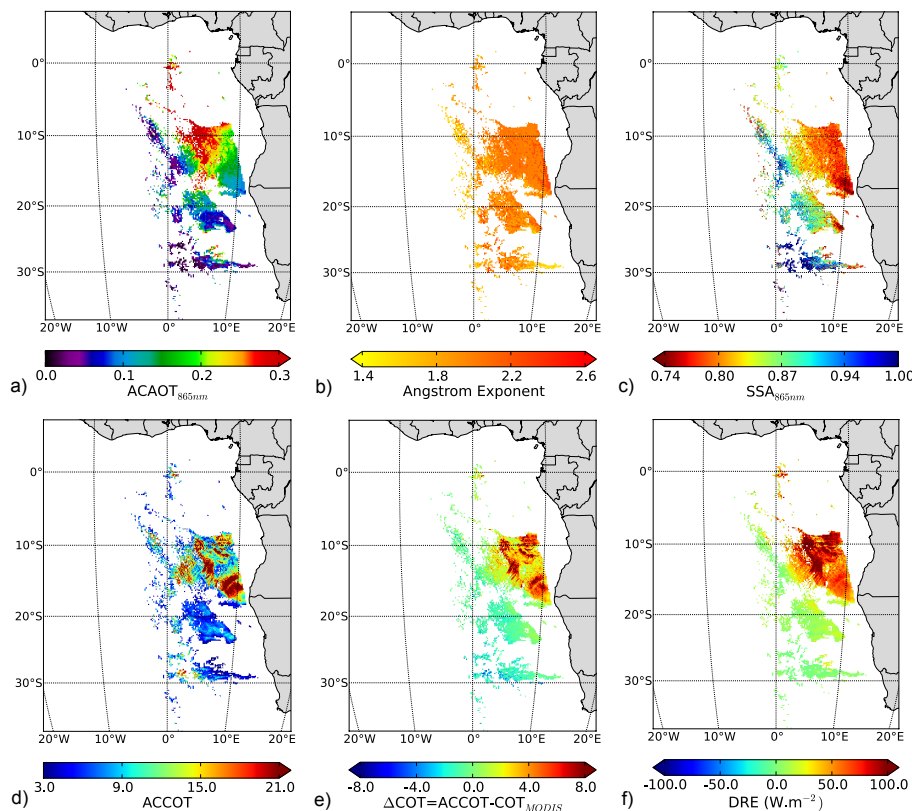 0°
10°S
20°S
30°S
20°W 10°W 0° 10°E 20°E
0°
10°S
20°S
30°S
20°W 10°W 0° 10°E 20°E
0°
10°S
20°S
30°S
20°W 10°W 0° 10°E 20°E
0.0 0.1 0.2 0.3
a) ACAOT865nm
1.4 1.8 2.2 2.6
b) Angstrom Exponent
0.74 0.80 0.87 0.94 1.00
c) SSA865nm
0°
10°S
20°S
30°S
20°W 10°W 0° 10°E 20°E
0°
10°S
20°S
30°S
20°W 10°W 0° 10°E 20°E
0°
10°S
20°S
30°S
20°W 10°W 0° 10°E 20°E
3.0 9.0 15.0 21.0
d) ACCOT
-8.0 -4.0 0.0 4.0 8.0
e) ΔCOT=ACCOT-COTMODIS
-100.0 -50.0 0.0 50.0 100.0
f) DRE (W.m−2)